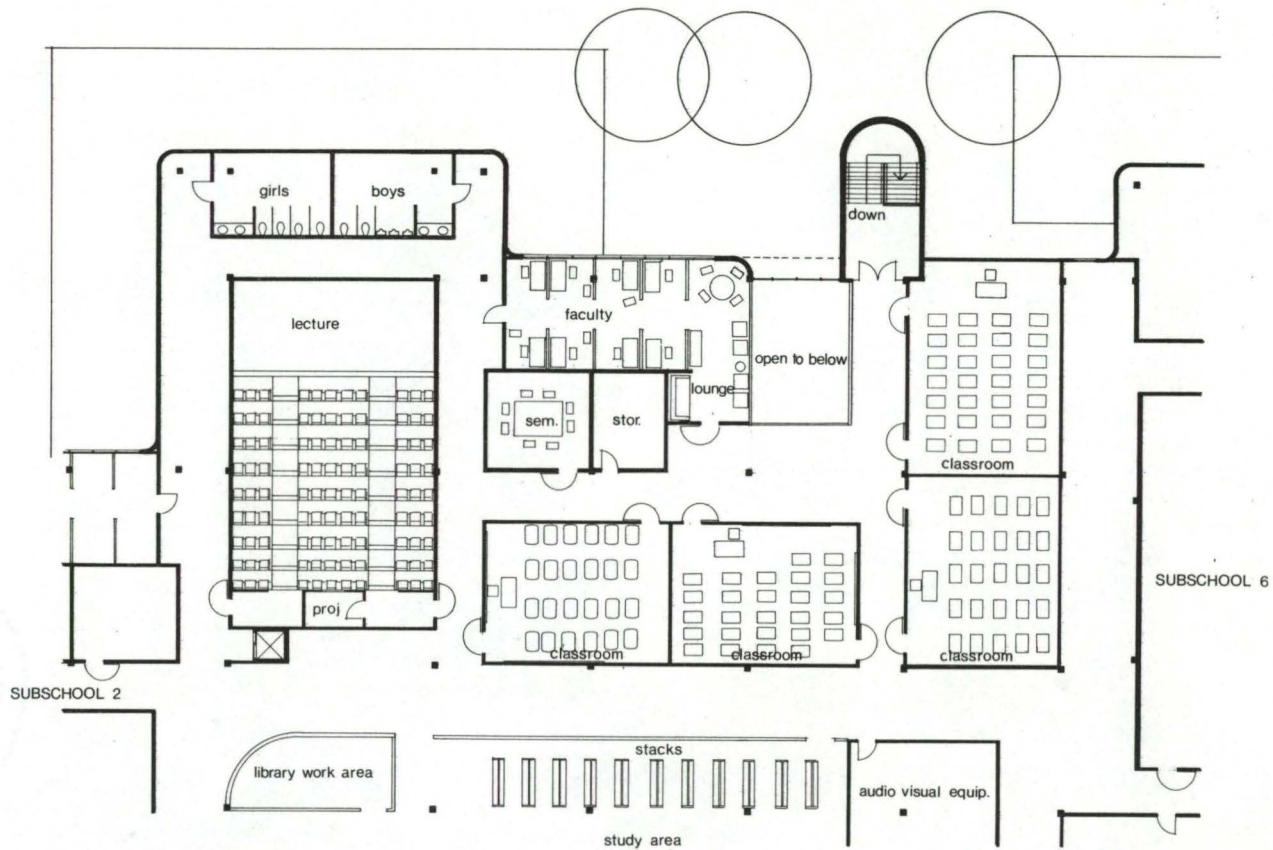 girls
boys
down
lecture
faculty
open to below
lounge
sem.
stor.
classroom
SUBSCHOOL 6
proj
classroom
classroom
classroom
SUBSCHOOL 2
stacks
library work area
audio visual equip.
study area